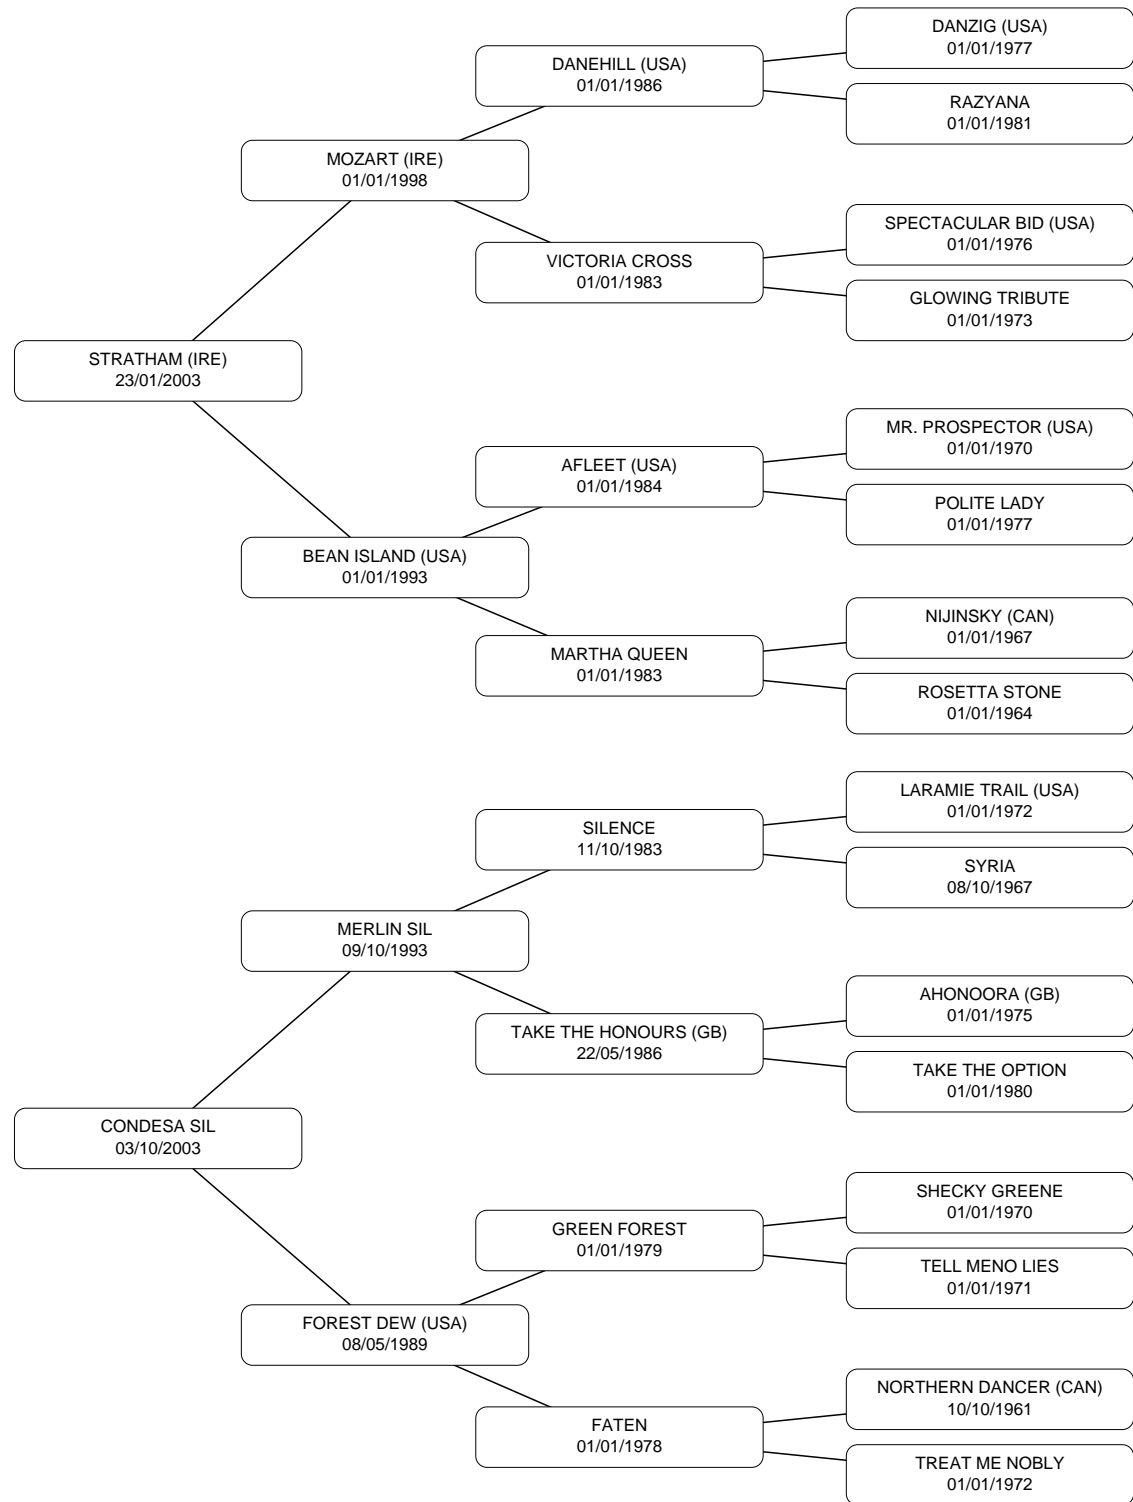 DANZIG (USA)
01/01/1977
DANEHILL (USA)
01/01/1986
RAZYANA
01/01/1981
MOZART (IRE)
01/01/1998
SPECTACULAR BID (USA)
01/01/1976
VICTORIA CROSS
01/01/1983
GLOWING TRIBUTE
01/01/1973
STRATHAM (IRE)
23/01/2003
MR. PROSPECTOR (USA)
01/01/1970
AFLEET (USA)
01/01/1984
POLITE LADY
01/01/1977
BEAN ISLAND (USA)
01/01/1993
NIJINSKY (CAN)
01/01/1967
MARTHA QUEEN
01/01/1983
ROSETTA STONE
01/01/1964
LARAMIE TRAIL (USA)
01/01/1972
SILENCE
11/10/1983
SYRIA
08/10/1967
MERLIN SIL
09/10/1993
AHONOORA (GB)
01/01/1975
TAKE THE HONOURS (GB)
22/05/1986
TAKE THE OPTION
01/01/1980
CONDESA SIL
03/10/2003
SHECKY GREENE
01/01/1970
GREEN FOREST
01/01/1979
TELL MENO LIES
01/01/1971
FOREST DEW (USA)
08/05/1989
NORTHERN DANCER (CAN)
10/10/1961
FATEN
01/01/1978
TREAT ME NOBLY
01/01/1972